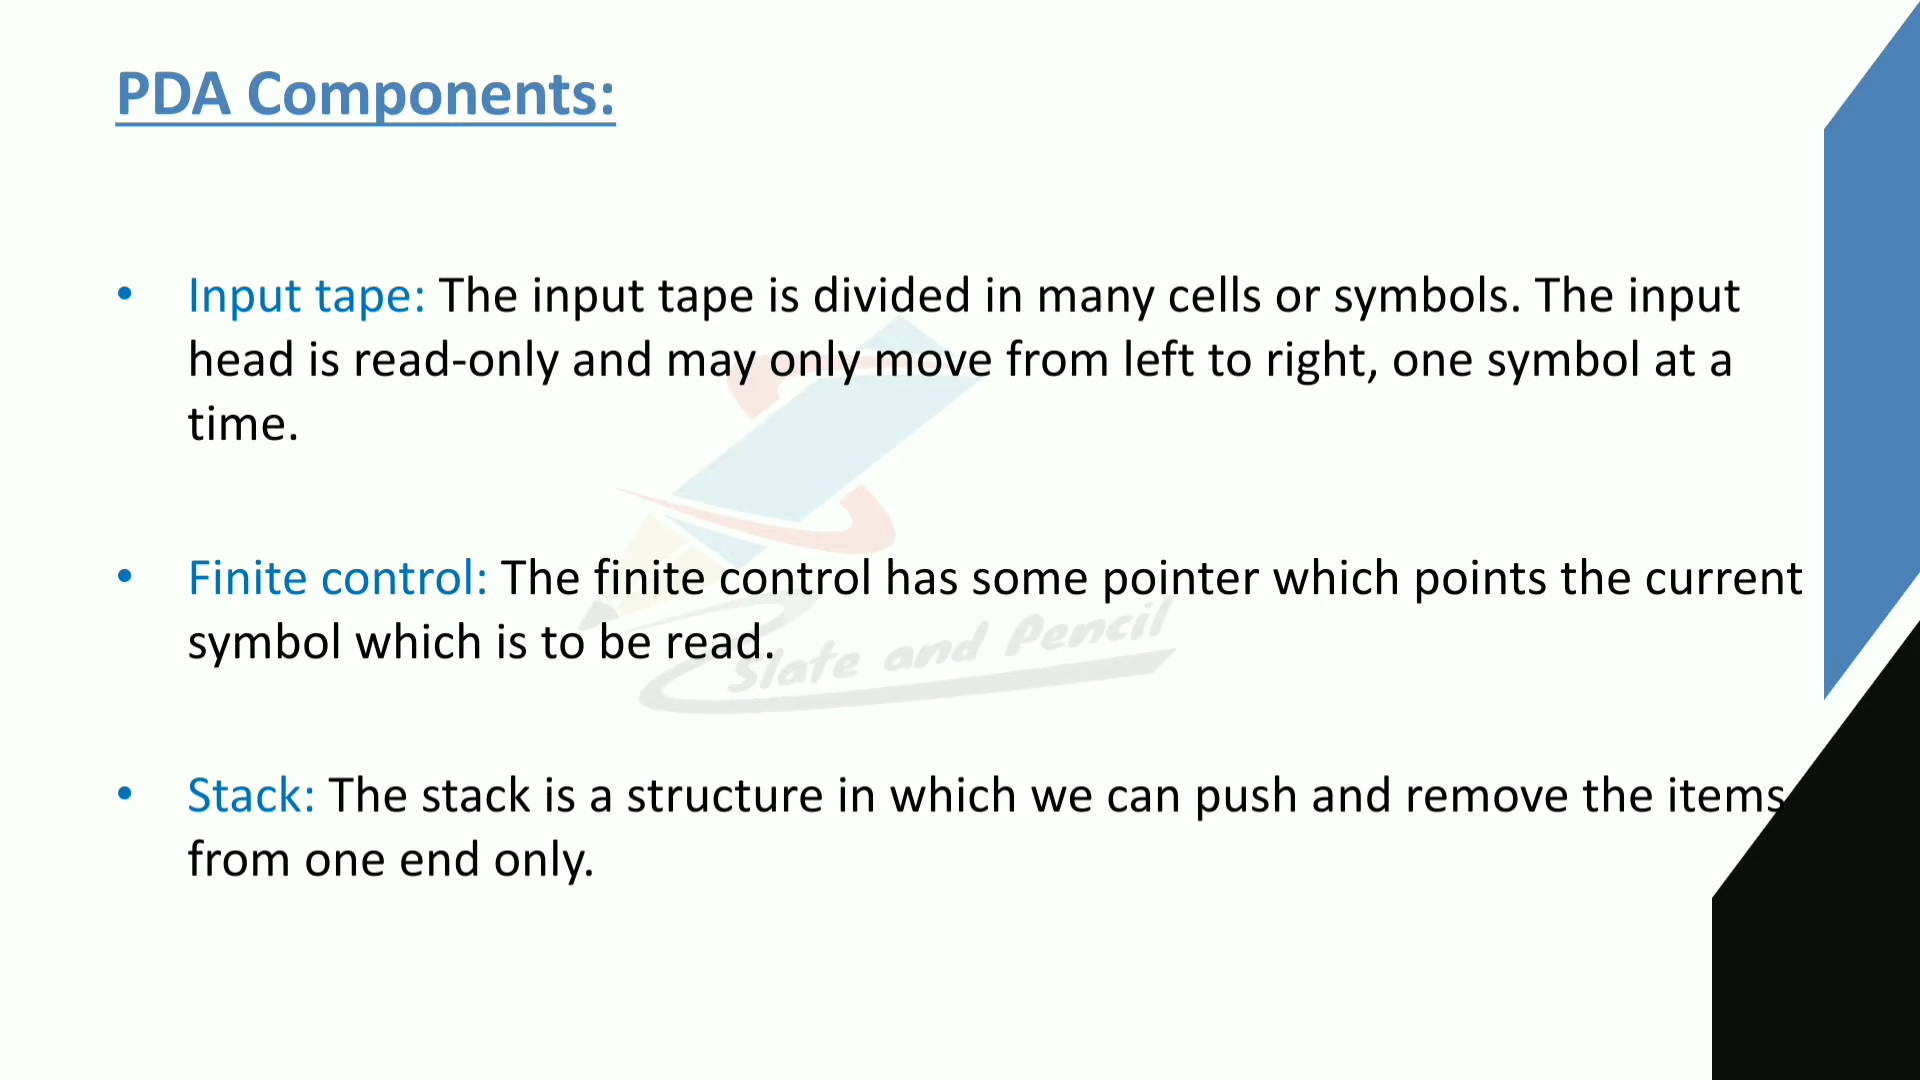 PDA Components:
• Input tape: The input tape is divided in many cells or symbols. The input
head is read-only and may only move from left to right, one symbol at a
time.
• Finite control: The finite control has some pointer which points the current
symbol which is to be read.
Slate and Pencil
• Stack: The stack is a structure in which we can push and remove the items
from one end only.